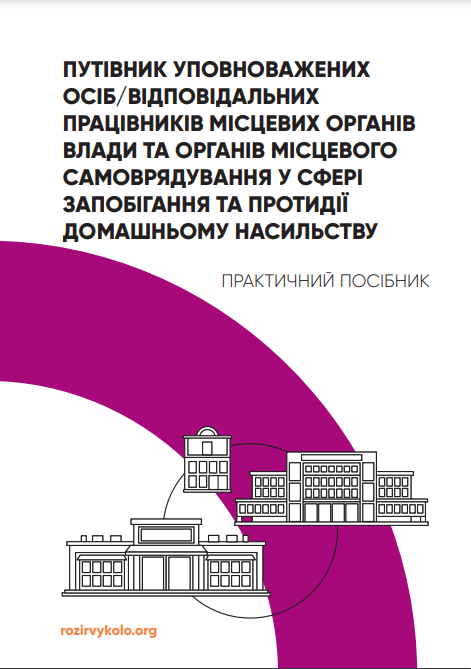 ПУТІВНИК УПОВНОВАЖЕНИХ
ОСІБ/ВІДПОВІДАЛЬНИХ
ПРАЦІВНИКІВ МІСЦЕВИХ ОРГАНІВ
ВЛАДИ ТА ОРГАНІВ МІСЦЕВОГО
САМОВРЯДУВАННЯ У СФЕРІ
ЗАПОБІГАННЯ ТА ПРОТИДІЇ
ДОМАШНЬОМУ НАСИЛЬСТВУ
ПРАКТИЧНИЙ ПОСІБНИК
rozirvykolo.org